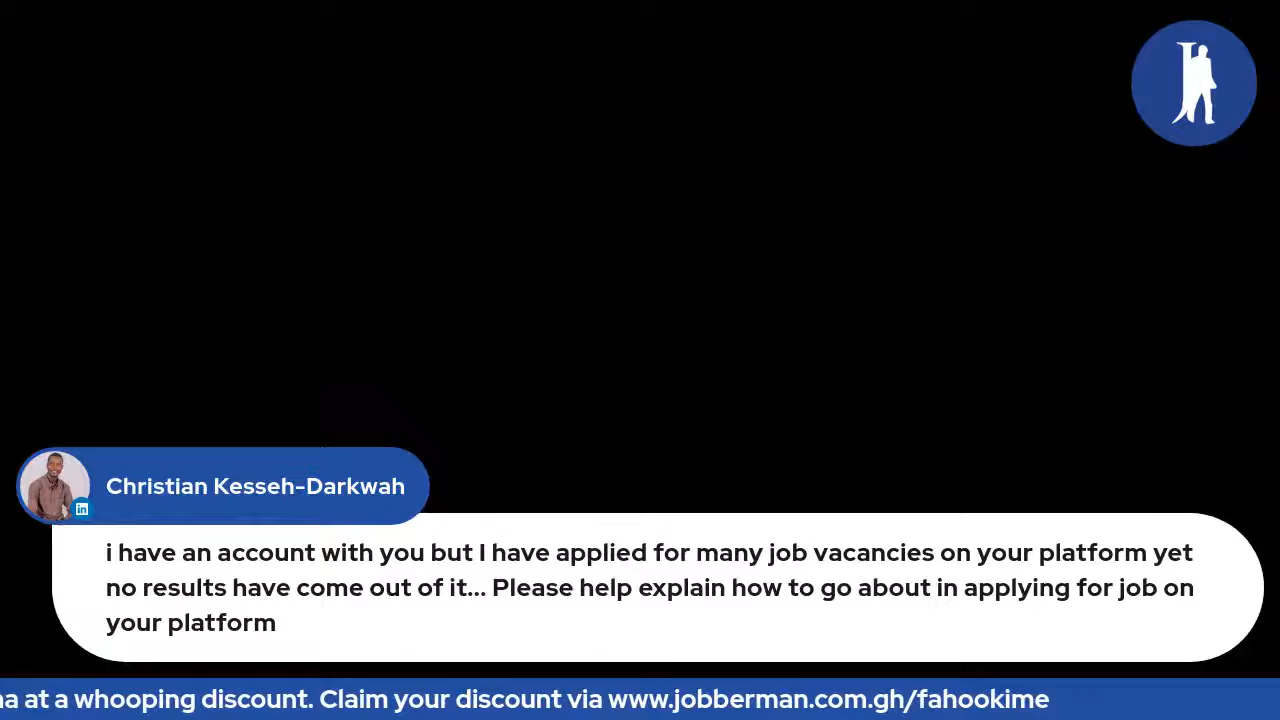 Christian Kesseh-Darkwah
i have an account with you but I have applied for many job vacancies on your platform yet
no results have come out of it... Please help explain how to go about in applying for job on
your platform
at a whooping discount. Claim your discount via www.jobberman.com.gh/fahookime